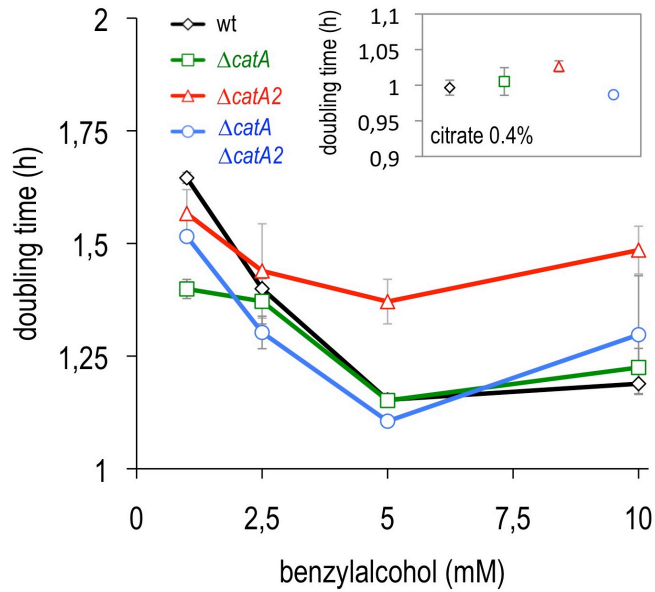 2
1,75
1,5
1,25
1
doubling time (h)
0
2,5
5
7,5
10
benzylalcohol (mM)
wt
ΔcatA
ΔcatA2
ΔcatA
ΔcatA2
1,1
1,05
1
0,95
0,9
doubling time (h)
citrate 0.4%